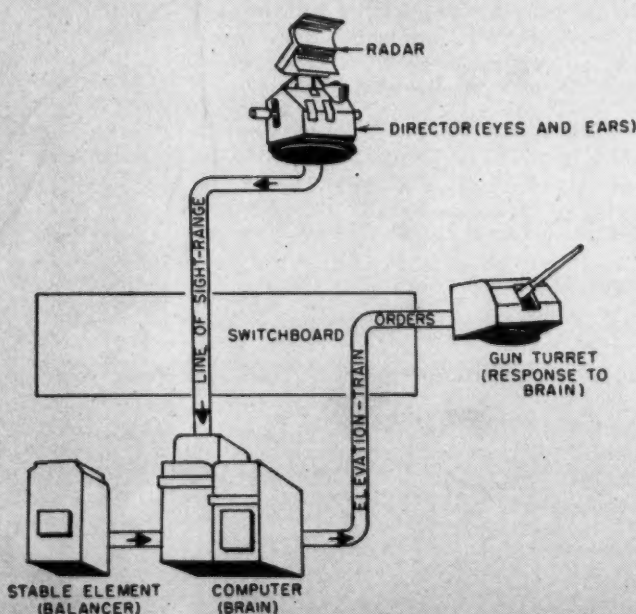 RADAR
DIRECTOR (EYES AND EARS)
LINE OF SIGHT-RANGE
SWITCHBOARD
ORDERS
ELEVATION-TRAIN
GUN TURRET
(RESPONSE TO
BRAIN)
STABLE ELEMENT
(BALANCER)
COMPUTER
(BRAIN)